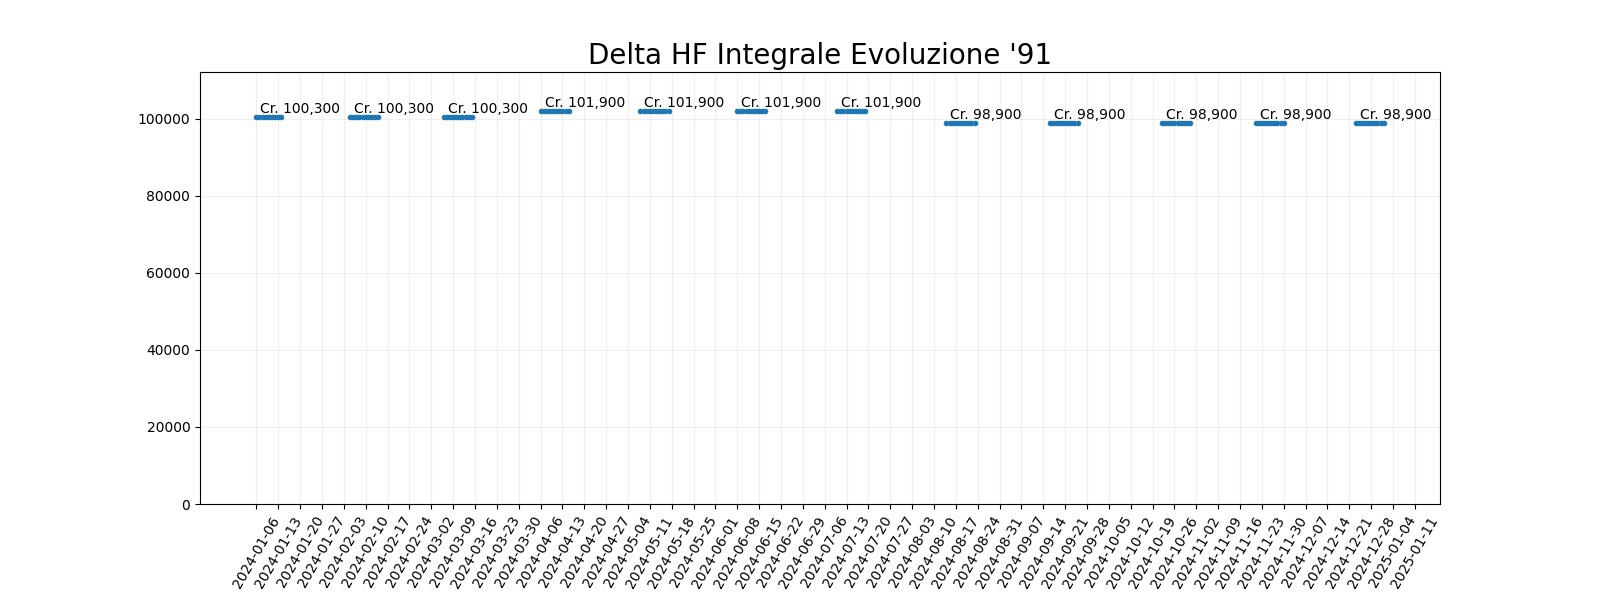 Delta HF Integrale Evoluzione '91
Cr. 100,300 Cr. 100,300 Cr. 100,300 Cr. 101,900 Cr. 101,900 Cr. 101,900 Cr. 101,900 Cr. 98,900 Cr. 98,900 Cr. 98,900 Cr. 98,900 Cr. 98,900
100000
80000
60000
40000
20000
0
2024-01-06 2024-01-13 2024-01-20 2024-01-27 2024-02-03 2024-02-10 2024-02-17 2024-02-24 2024-03-02 2024-03-09 2024-03-16 2024-03-23 2024-03-30 2024-04-06 2024-04-13 2024-04-20 2024-04-27 2024-05-04 2024-05-11 2024-05-18 2024-05-25 2024-06-01 2024-06-08 2024-06-15 2024-06-22 2024-06-29 2024-07-06 2024-07-13 2024-07-20 2024-07-27 2024-08-03 2024-08-10 2024-08-17 2024-08-24 2024-08-31 2024-09-07 2024-09-14 2024-09-21 2024-09-28 2024-10-05 2024-10-12 2024-10-19 2024-10-26 2024-11-02 2024-11-09 2024-11-16 2024-11-23 2024-11-30 2024-12-07 2024-12-14 2024-12-21 2024-12-28 2025-01-04 2025-01-11